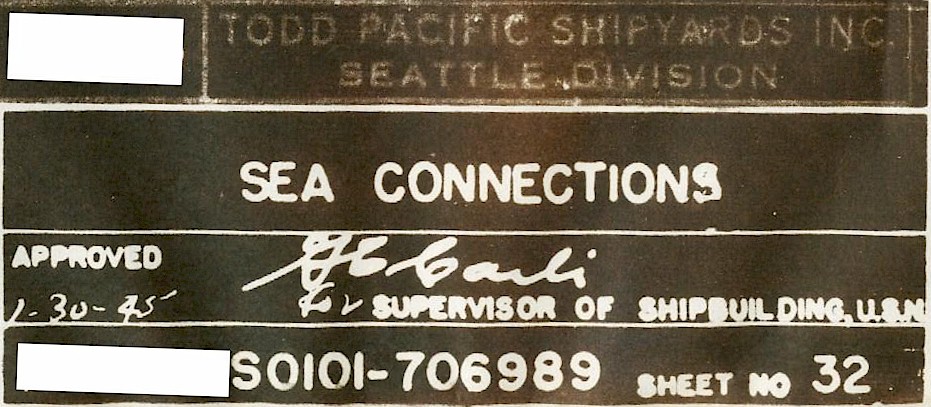 TODD PACIFIC SHIPYARDS INC.
SEATTLE DIVISION
SEA CONNECTIONS
APPROVED
1-30-45 for SUPERVISOR OF SHIPBUILDING, U.S.N.
S0101-706989 SHEET NO 32